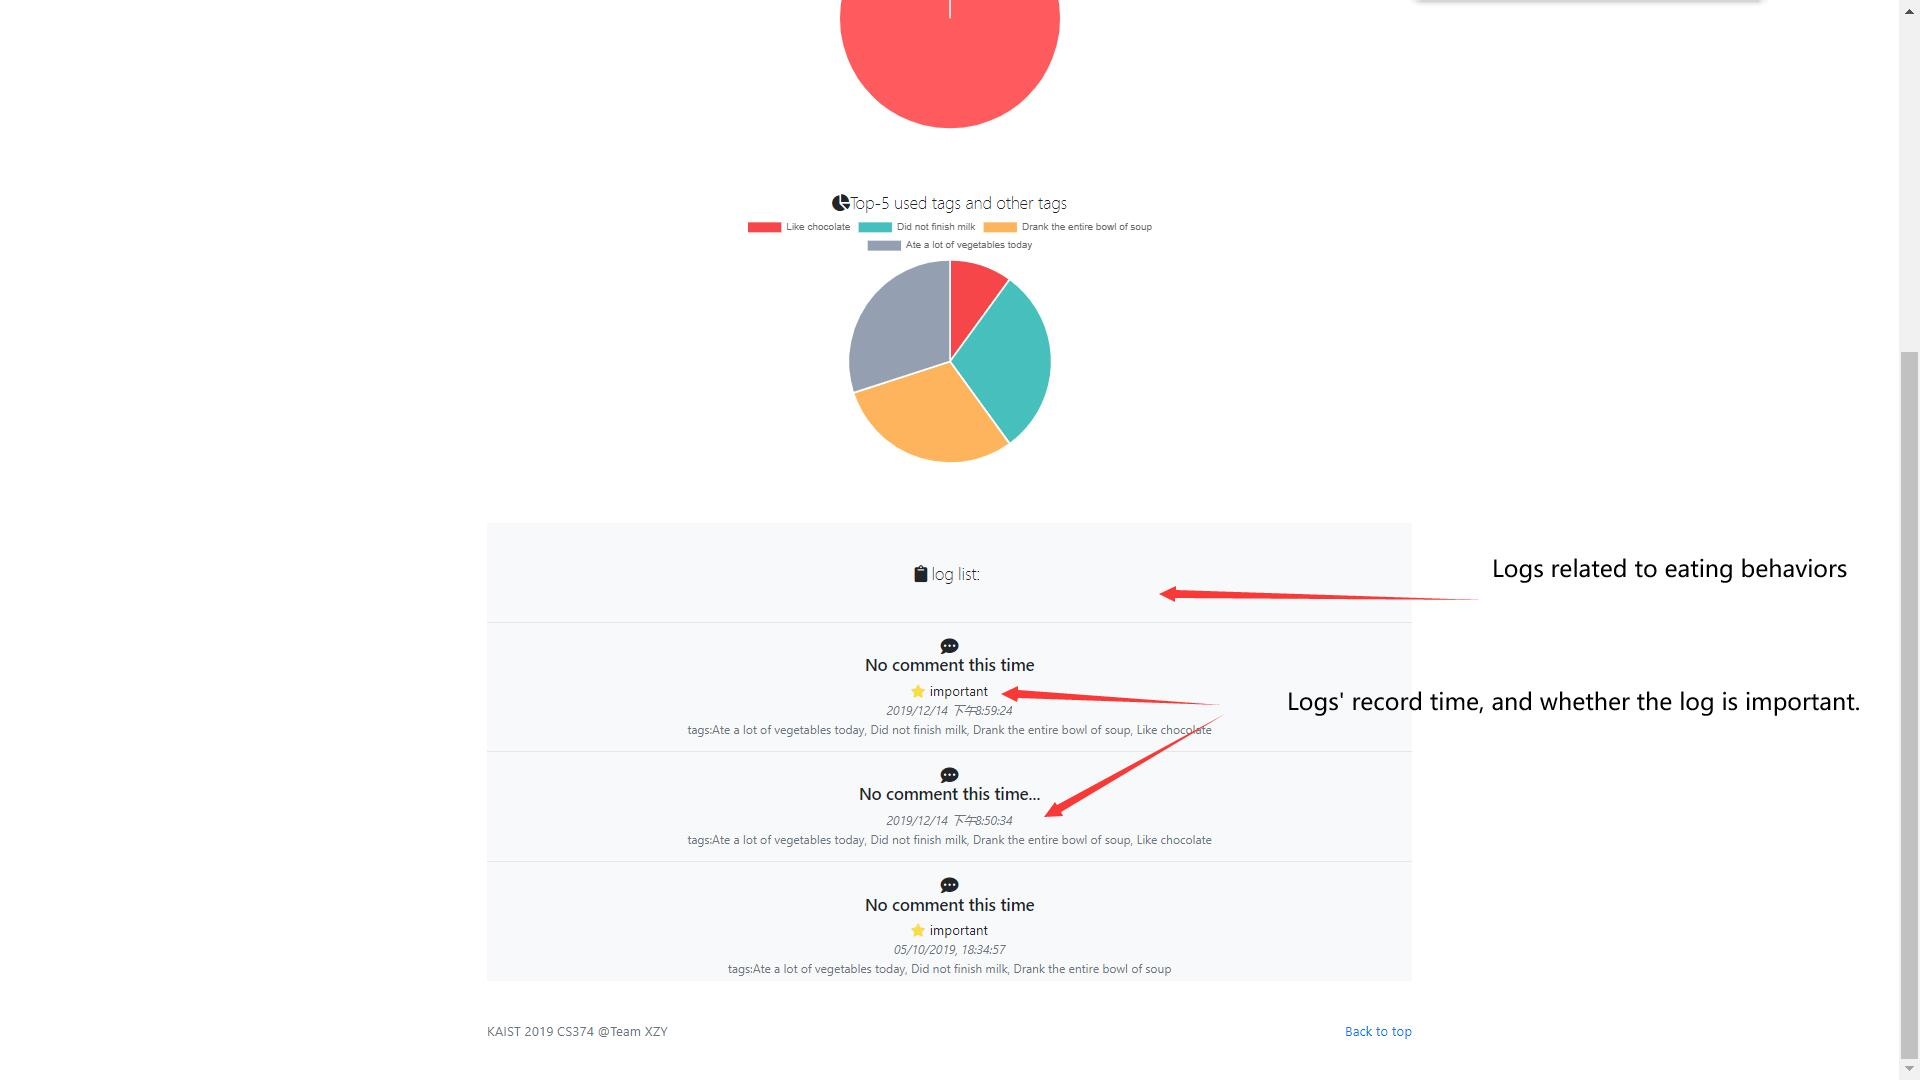 Top-5 used tags and other tags
Like chocolate Did not finish milk Drank the entire bowl of soup
Ate a lot of vegetables today
Logs related to eating behaviors
log list:
No comment this time
important
Logs' record time, and whether the log is important.
2019/12/14 下午8:59:24
tags:Ate a lot of vegetables today, Did not finish milk, Drank the entire bowl of soup, Like chocolate
No comment this time...
2019/12/14 下午8:50:34
tags:Ate a lot of vegetables today, Did not finish milk, Drank the entire bowl of soup, Like chocolate
No comment this time
important
05/10/2019, 18:34:57
tags:Ate a lot of vegetables today, Did not finish milk, Drank the entire bowl of soup
KAIST 2019 CS374 @Team XZY
Back to top